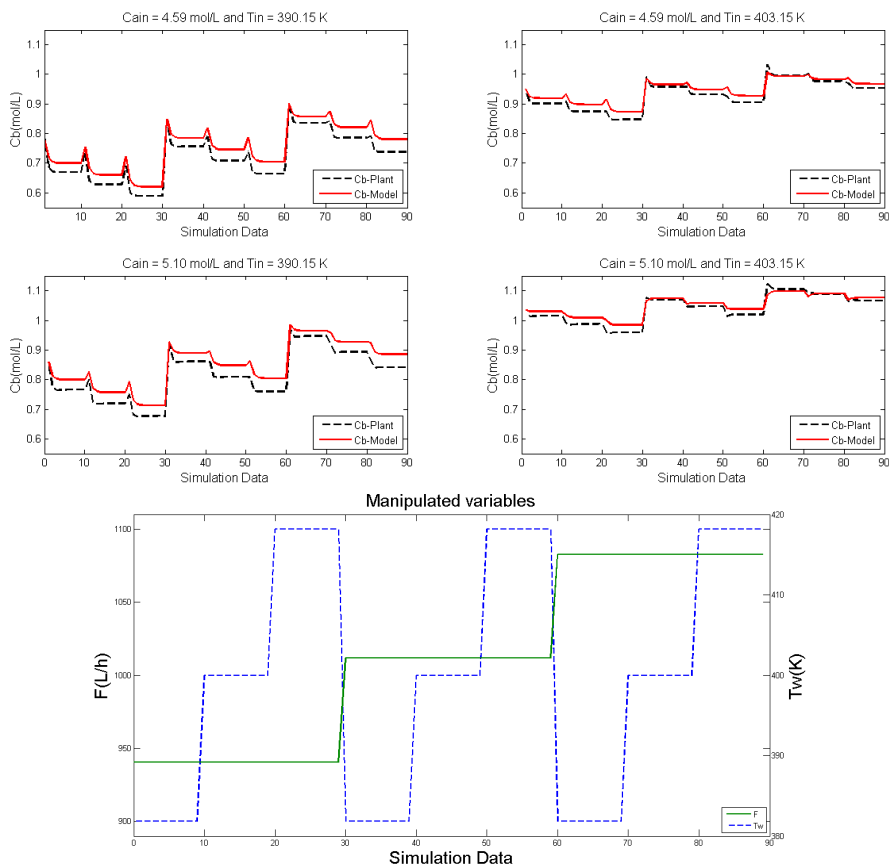 Cain = 4.59 mol/L and Tin = 390.15 K
1.1
1
0.9
0.8
0.7
0.6
Cb(mol/L)
Cb-Plant
Cb-Model
10 20 30 40 50 60 70 80 90
Simulation Data
Cain = 4.59 mol/L and Tin = 403.15 K
1.1
1
0.9
0.8
0.7
0.6
Cb(mol/L)
Cb-Plant
Cb-Model
0 10 20 30 40 50 60 70 80 90
Simulation Data
Cain = 5.10 mol/L and Tin = 390.15 K
1.1
1
0.9
0.8
0.7
0.6
Cb(mol/L)
Cb-Plant
Cb-Model
0 10 20 30 40 50 60 70 80 90
Simulation Data
Cain = 5.10 mol/L and Tin = 403.15 K
1.1
1
0.9
0.8
0.7
0.6
Cb(mol/L)
Cb-Plant
Cb-Model
0 10 20 30 40 50 60 70 80 90
Simulation Data
Manipulated variables
1100
1050
1000
940
900
F(L/h)
420
415
402
400
389
380
Tw(K)
F
Tw
0 10 20 30 40 50 60 70 80 90
Simulation Data